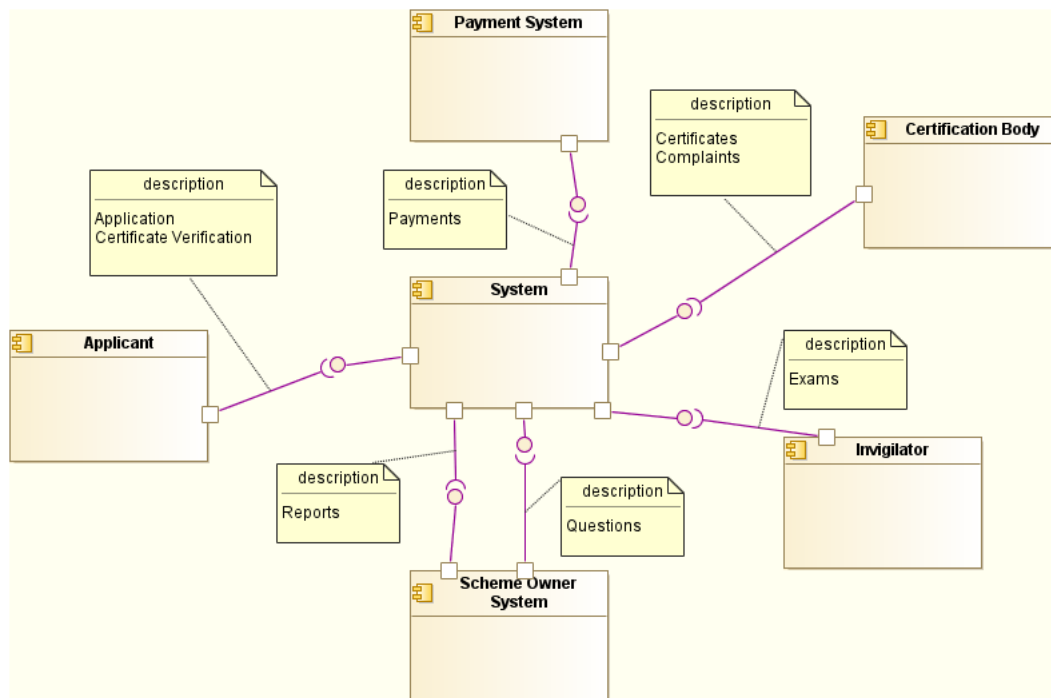 Payment System
description
Certificates
Complaints
Certification Body
description
Application
Certificate Verification
description
Payments
System
Applicant
description
Exams
description
Reports
description
Questions
Invigilator
Scheme Owner
System